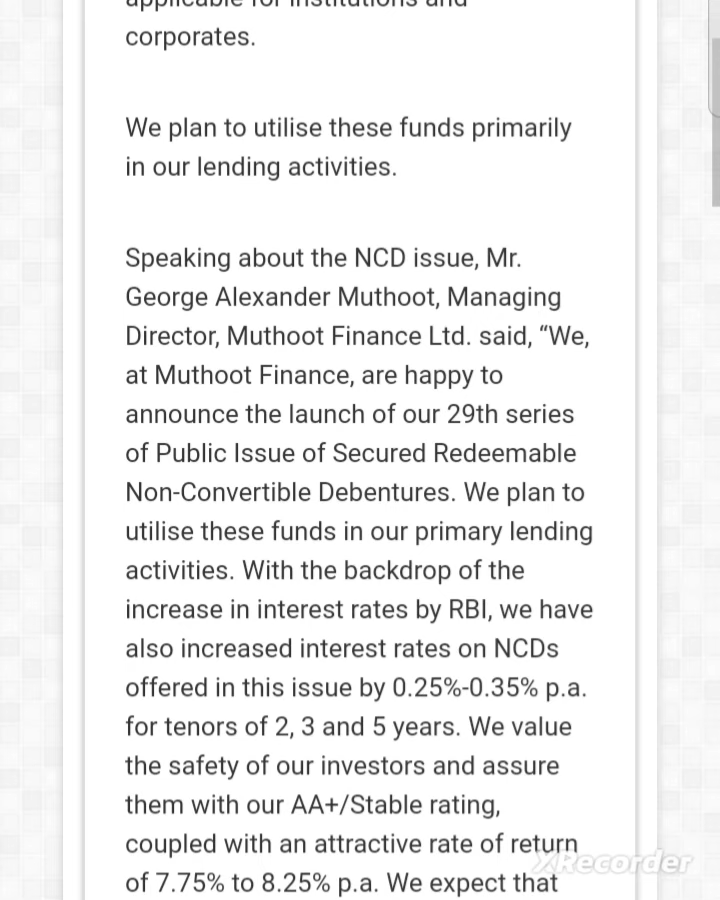 applicable for institutions and
corporates.
We plan to utilise these funds primarily
in our lending activities.
Speaking about the NCD issue, Mr.
George Alexander Muthoot, Managing
Director, Muthoot Finance Ltd. said, “We,
at Muthoot Finance, are happy to
announce the launch of our 29th series
of Public Issue of Secured Redeemable
Non-Convertible Debentures. We plan to
utilise these funds in our primary lending
activities. With the backdrop of the
increase in interest rates by RBI, we have
also increased interest rates on NCDs
offered in this issue by 0.25%-0.35% p.a.
for tenors of 2, 3 and 5 years. We value
the safety of our investors and assure
them with our AA+/Stable rating,
coupled with an attractive rate of return
XRecorder
of 7.75% to 8.25% p.a. We expect that